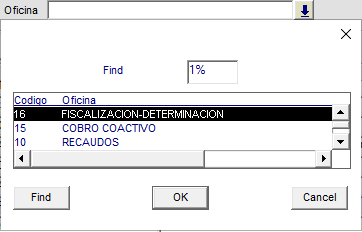 Oficina
Find 1%
Codigo Oficina
16 FISCALIZACION-DETERMINACION
15 COBRO COACTIVO
10 RECAUDOS
Find OK Cancel